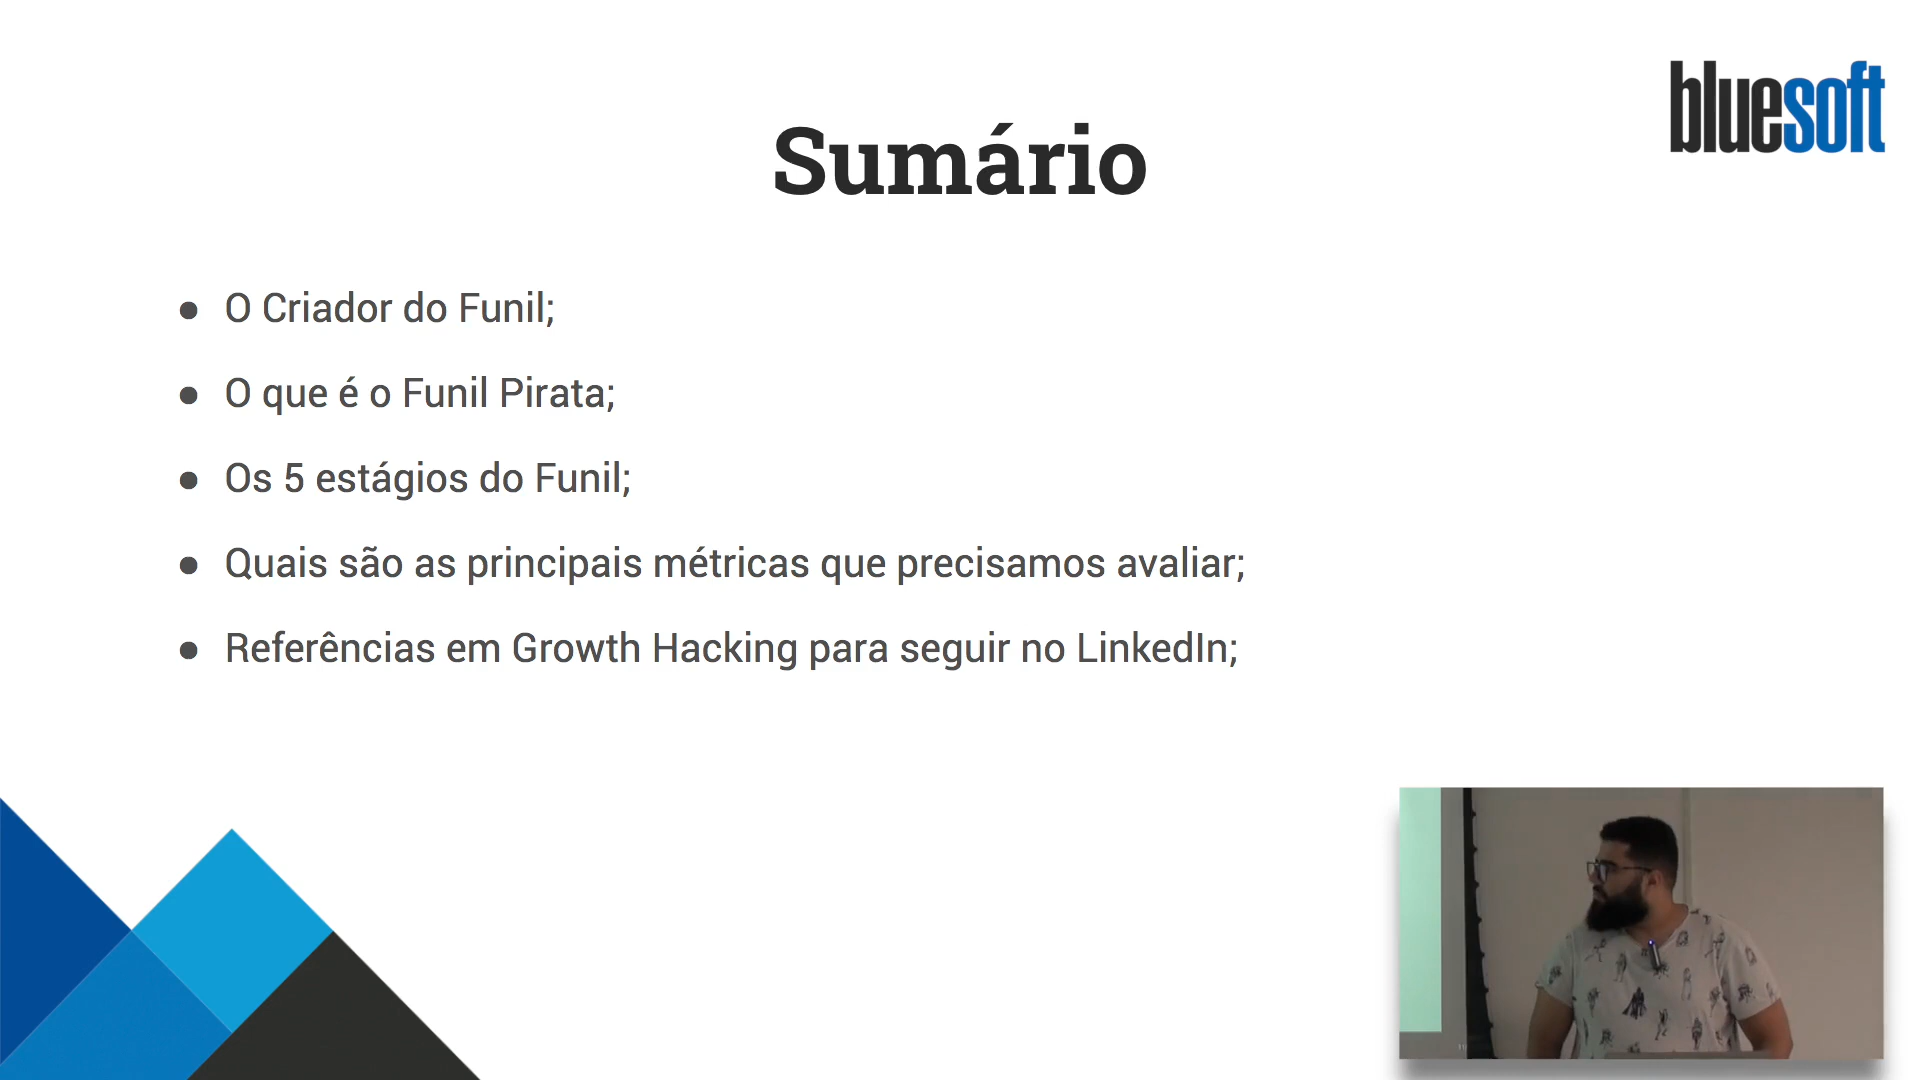 bluesoft
Sumário
● O Criador do Funil;
● O que é o Funil Pirata;
● Os 5 estágios do Funil;
● Quais são as principais métricas que precisamos avaliar;
● Referências em Growth Hacking para seguir no LinkedIn;